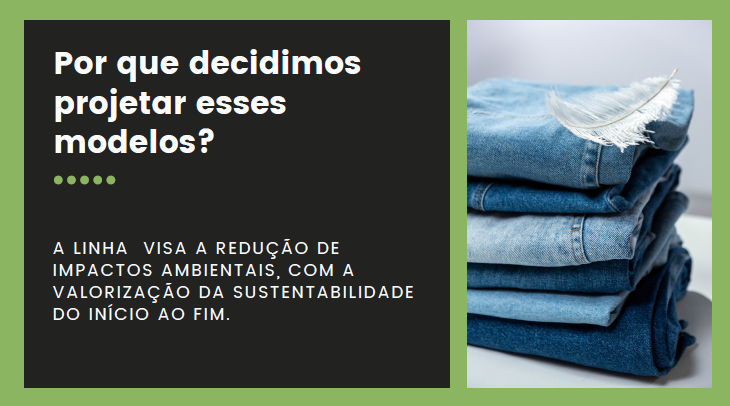 Por que decidimos
projetar esses
modelos?
A LINHA  VISA A REDUÇÃO DE
IMPACTOS AMBIENTAIS, COM A
VALORIZAÇÃO DA SUSTENTABILIDADE
DO INÍCIO AO FIM.